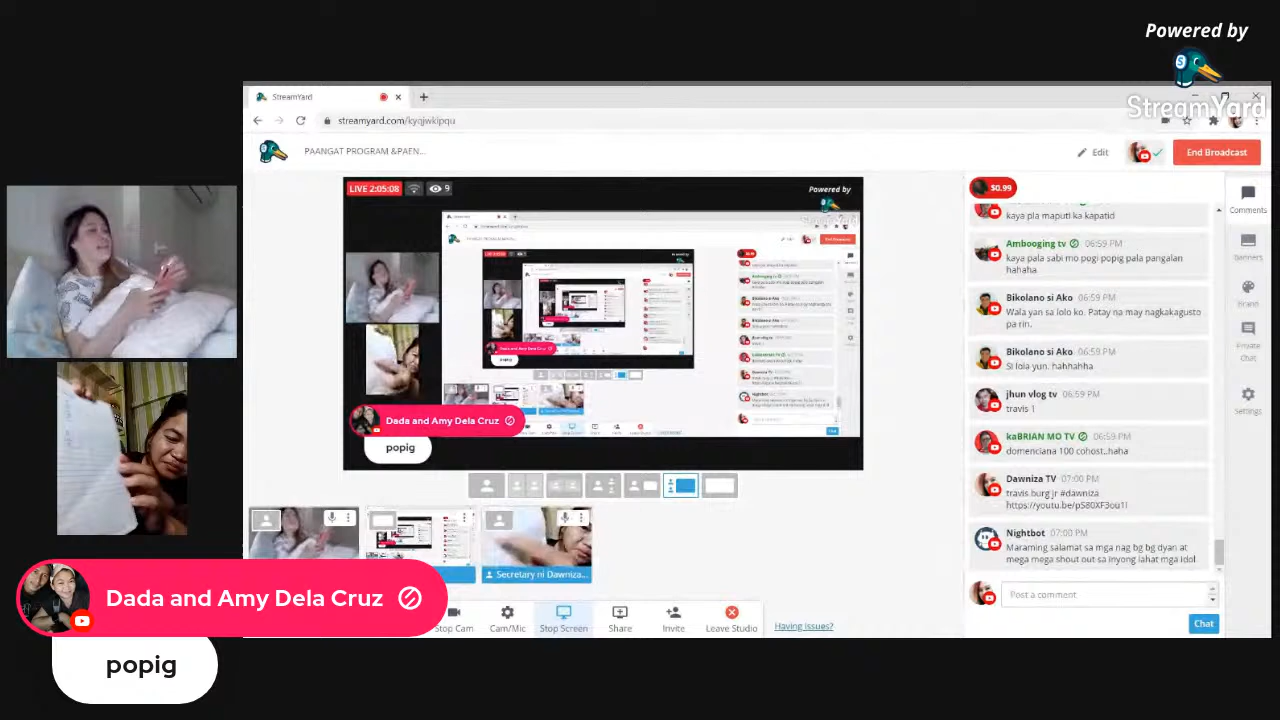 Powered by
StreamYard
StreamYard
streamyard.com/kyqjwkipqu
PAANGAT PROGRAM &PAEN...
Edit
End Broadcast
LIVE 2:05:08
9
Powered by
$0.99
Comments
kaya pla maputi ka kapatid
Ambooging tv 06:59 PM
kaya pala sabi mo pogi popig pala pangalan
hahaha
Bikolano si Ako 06:59 PM
Wala yan sa lolo ko. Patay na may nagkakagusto
pa rin.
Bikolano si Ako 06:59 PM
Si lola yun. hahhahha
jhun vlog tv 06:59 PM
travis 1
kaBRIAN MO TV 06:59 PM
domenciana 100 cohost..haha
Dawniza TV 07:00 PM
travis burg jr #dawniza
https://youtu.be/pS80XF3ou1I
Nightbot 07:00 PM
Maraming salamat sa mga nag bg bg dyan at
mega mega shout out sa inyong lahat mga idol
Post a comment
Chat
Banners
Brand
Private
Chat
Settings
Dada and Amy Dela Cruz
popig
Secretary ni Dawniza...
Stop Cam
Cam/Mic
Stop Screen
Share
Invite
Leave Studio
Having issues?
Dada and Amy Dela Cruz
popig